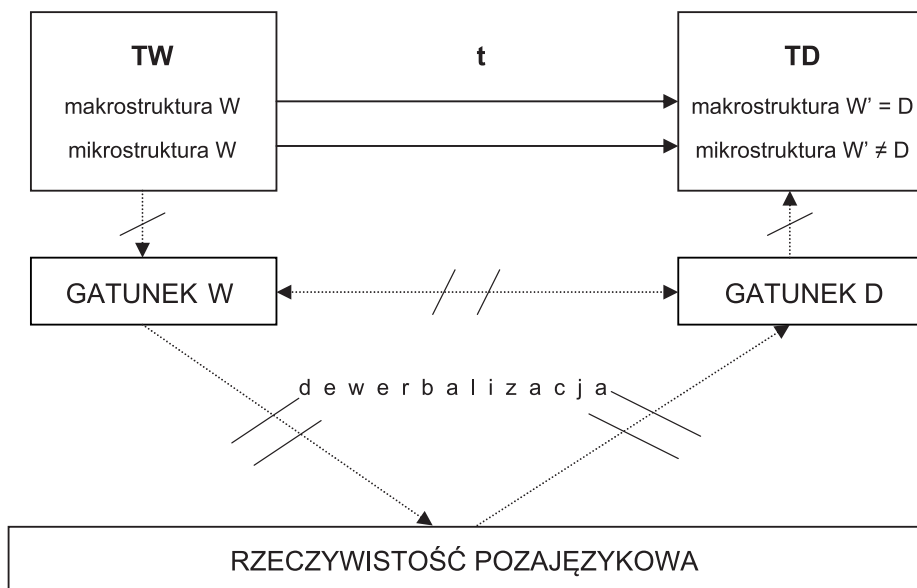 TW t TD
makrostruktura W makrostruktura W’ = D
mikrostruktura W mikrostruktura W’ ≠ D
GATUNEK W GATUNEK D
d e w e r b a l i z a c j a
RZECZYWISTOŚĆ POZAJĘZYKOWA